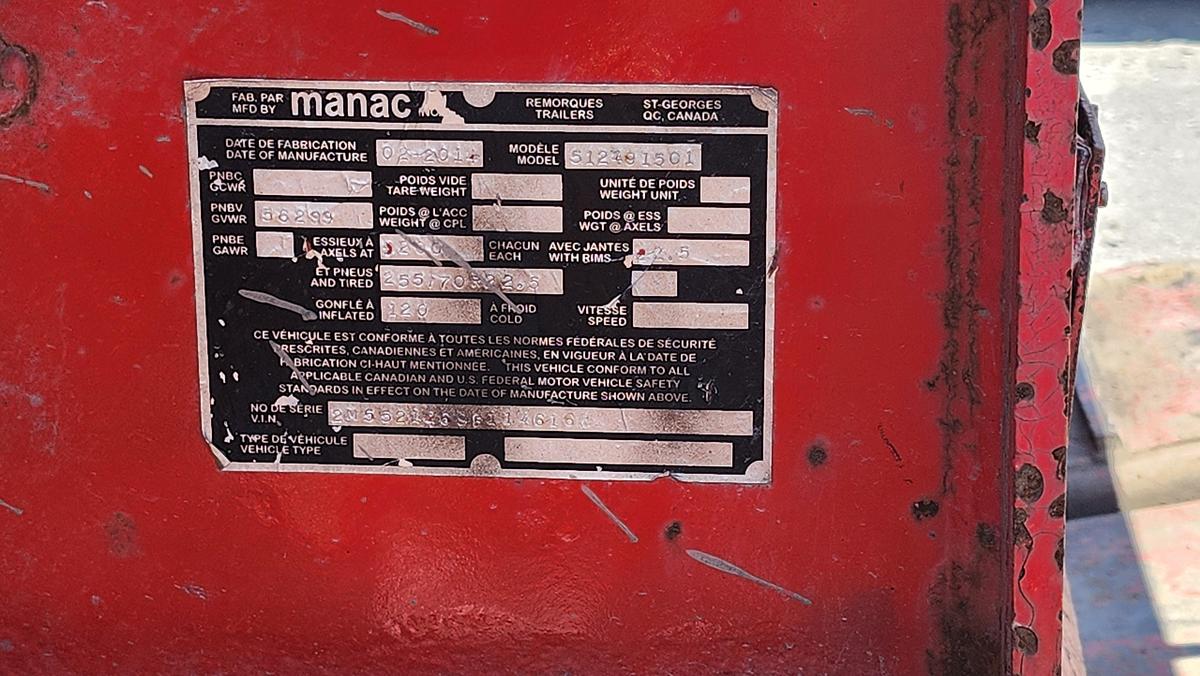 FAB. PAR
MFD BY
manac INC.
REMORQUES
TRAILERS
ST-GEORGES
QC, CANADA
DATE DE FABRICATION
DATE OF MANUFACTURE
MODÈLE
MODEL
512491501
PNBC
GCWR
POIDS VIDE
TARE WEIGHT
UNITÉ DE POIDS
WEIGHT UNIT
PNBV
GVWR
56299
POIDS @ L'ACC
WEIGHT @ CPL
POIDS @ ESS
WGT @ AXELS
PNBE
GAWR
ESSIEUX À
AXELS AT
CHACUN
EACH
AVEC JANTES
WITH RIMS
ET PNEUS
AND TIRED
255/70R22.5
GONFLÉ À
INFLATED
120
À FROID
COLD
VITESSE
SPEED
CE VÉHICULE EST CONFORME À TOUTES LES NORMES FÉDÉRALES DE SÉCURITÉ
PRESCRITES, CANADIENNES ET AMÉRICAINES, EN VIGUEUR À LA DATE DE
FABRICATION CI-HAUT MENTIONNÉE. THIS VEHICLE CONFORM TO ALL
APPLICABLE CANADIAN AND U.S. FEDERAL MOTOR VEHICLE SAFETY
STANDARDS IN EFFECT ON THE DATE OF MANUFACTURE SHOWN ABOVE.
NO DE SÉRIE
V.I.N.
TYPE DE VÉHICULE
VEHICLE TYPE